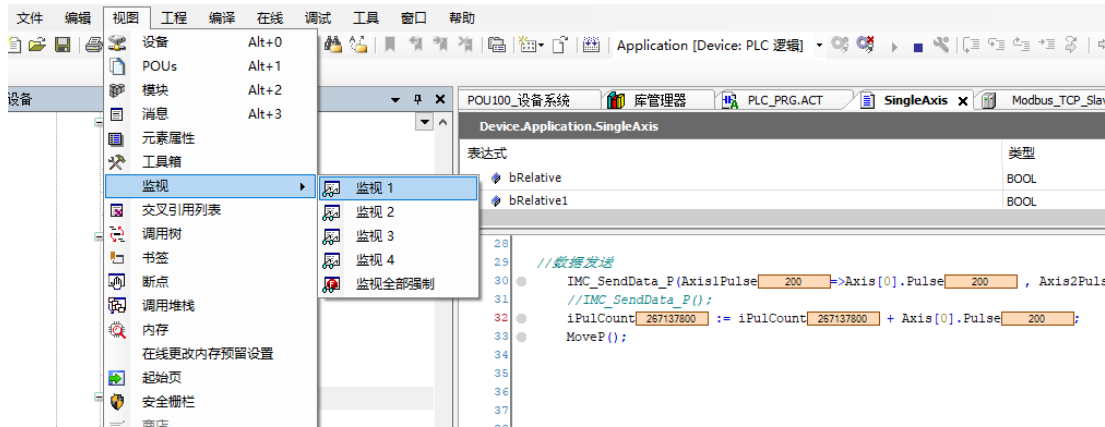 文件 编辑 视图 工程 编译 在线 调试 工具 窗口 帮助
Application [Device: PLC 逻辑]
设备
设备 Alt+0
POUs Alt+1
模块 Alt+2
消息 Alt+3
元素属性
工具箱
监视
交叉引用列表
调用树
书签
断点
调用堆栈
内存
在线更改内存预留设置
起始页
安全栅栏
商店
监视 1
监视 2
监视 3
监视 4
监视全部强制
POU100_设备系统 库管理器 PLC_PRG.ACT SingleAxis Modbus_TCP_Slav
Device.Application.SingleAxis
表达式 类型
bRelative BOOL
bRelative1 BOOL
28
29 //数据发送
30 IMC_SendData_P(Axis1Pulse 200 =>Axis[0].Pulse 200 , Axis2Puls
31 //IMC_SendData_P();
32 iPulCount 267137800 := iPulCount 267137800 + Axis[0].Pulse 200 ;
33 MoveP();
34
35
36
37